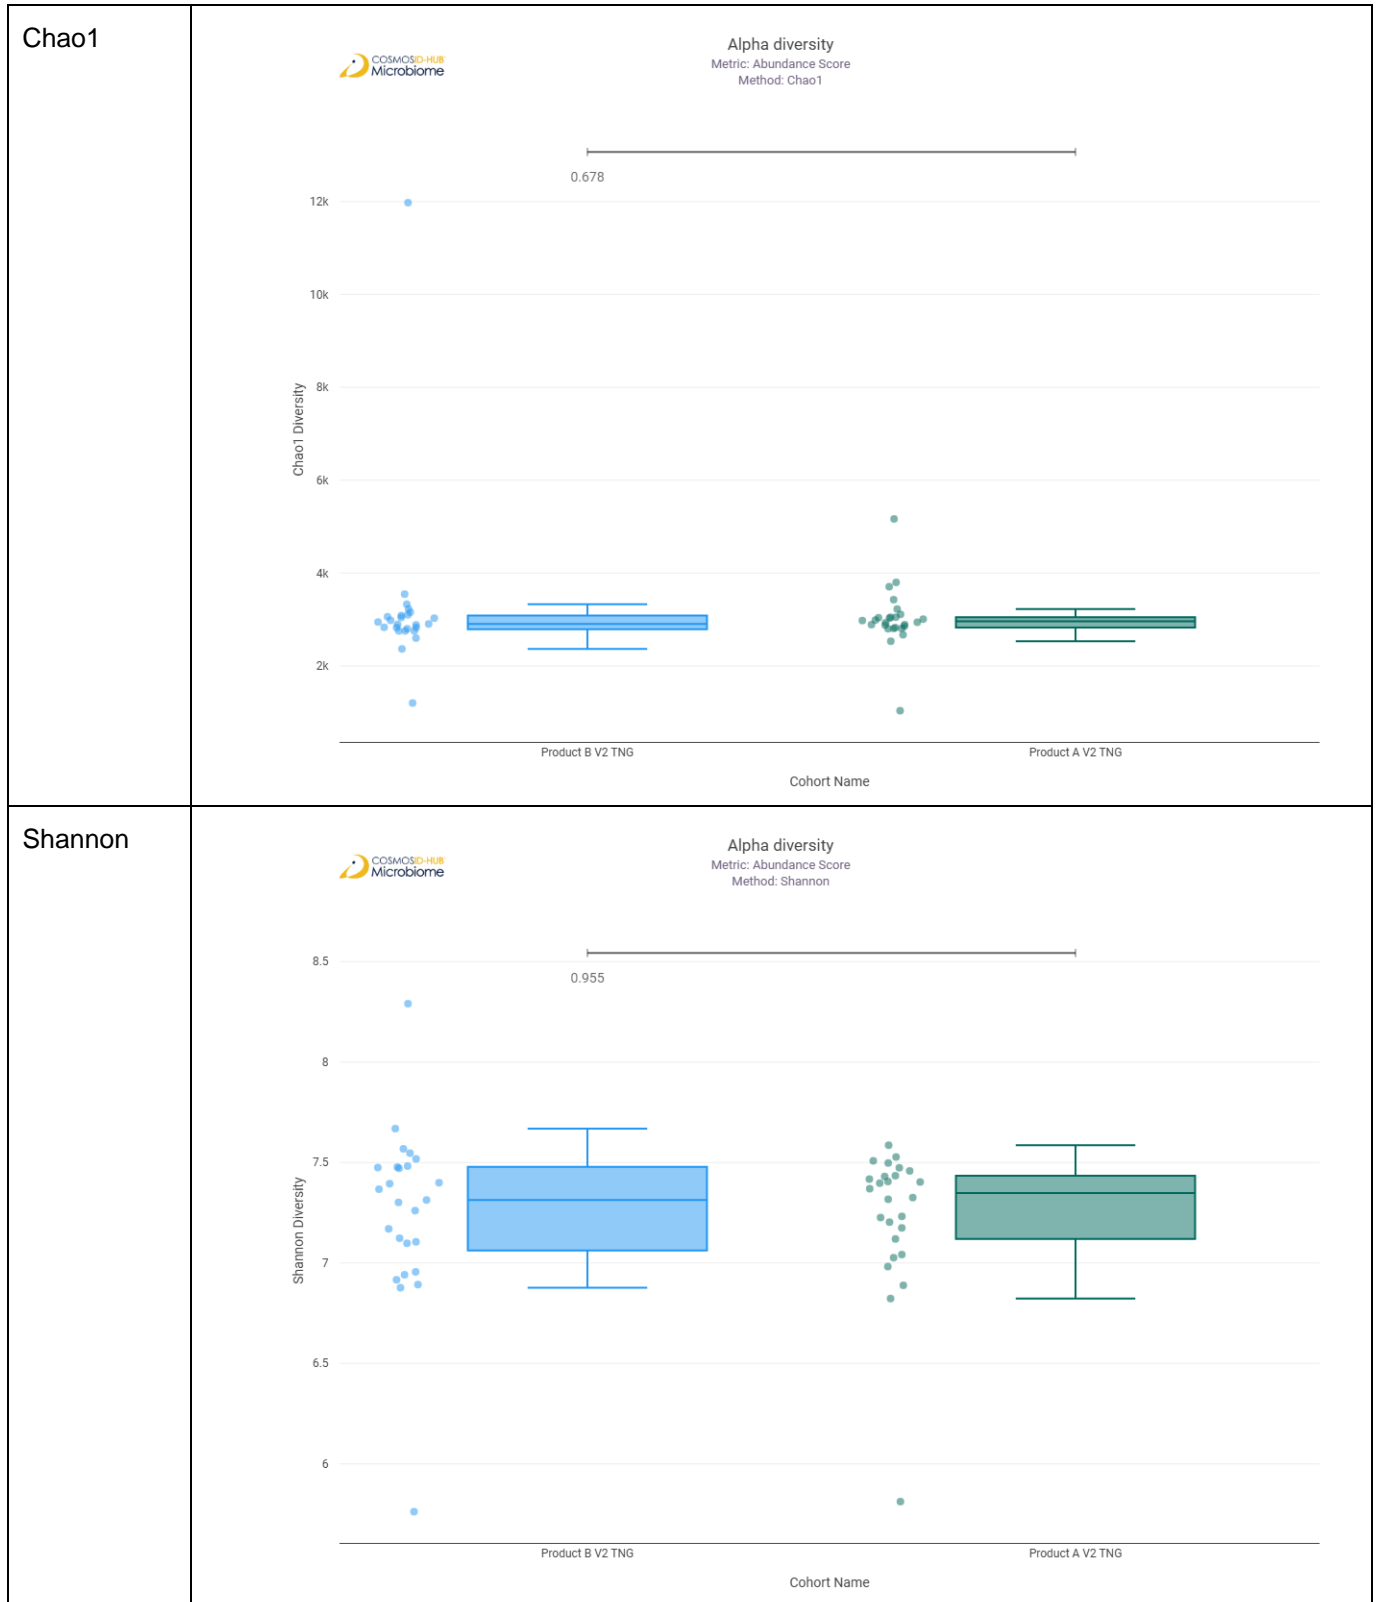 Chao1
COSMOSID-HUB
Microbiome
Alpha diversity
Metric: Abundance Score
Method: Chao1
0.678
12k
10k
8k
6k
4k
2k
Chao1 Diversity
Product B V2 TNG
Product A V2 TNG
Cohort Name
Shannon
COSMOSID-HUB
Microbiome
Alpha diversity
Metric: Abundance Score
Method: Shannon
0.955
8.5
8
7.5
7
6.5
6
Shannon Diversity
Product B V2 TNG
Product A V2 TNG
Cohort Name